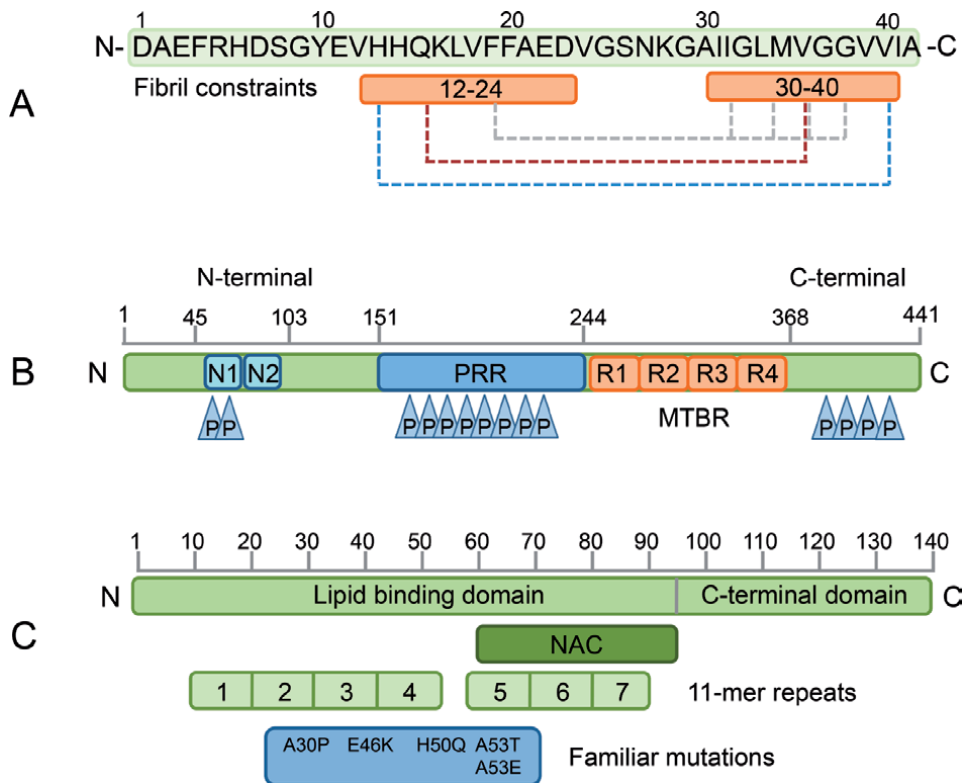 1 10 20 30 40
N- DAEFRHDSGYEVHHQKLVFFAEDVGSNKGAIIGLMVGGVVIA -C
Fibril constraints 12-24 30-40
A
N-terminal C-terminal
1 45 103 151 244 368 441
B N N1 N2 PRR R1 R2 R3 R4 C
P P P P P P P P P P P P P P
MTBR
1 10 20 30 40 50 60 70 80 90 100 110 120 130 140
N Lipid binding domain C-terminal domain C
C NAC
1 2 3 4 5 6 7 11-mer repeats
A30P E46K H50Q A53T
A53E
Familiar mutations